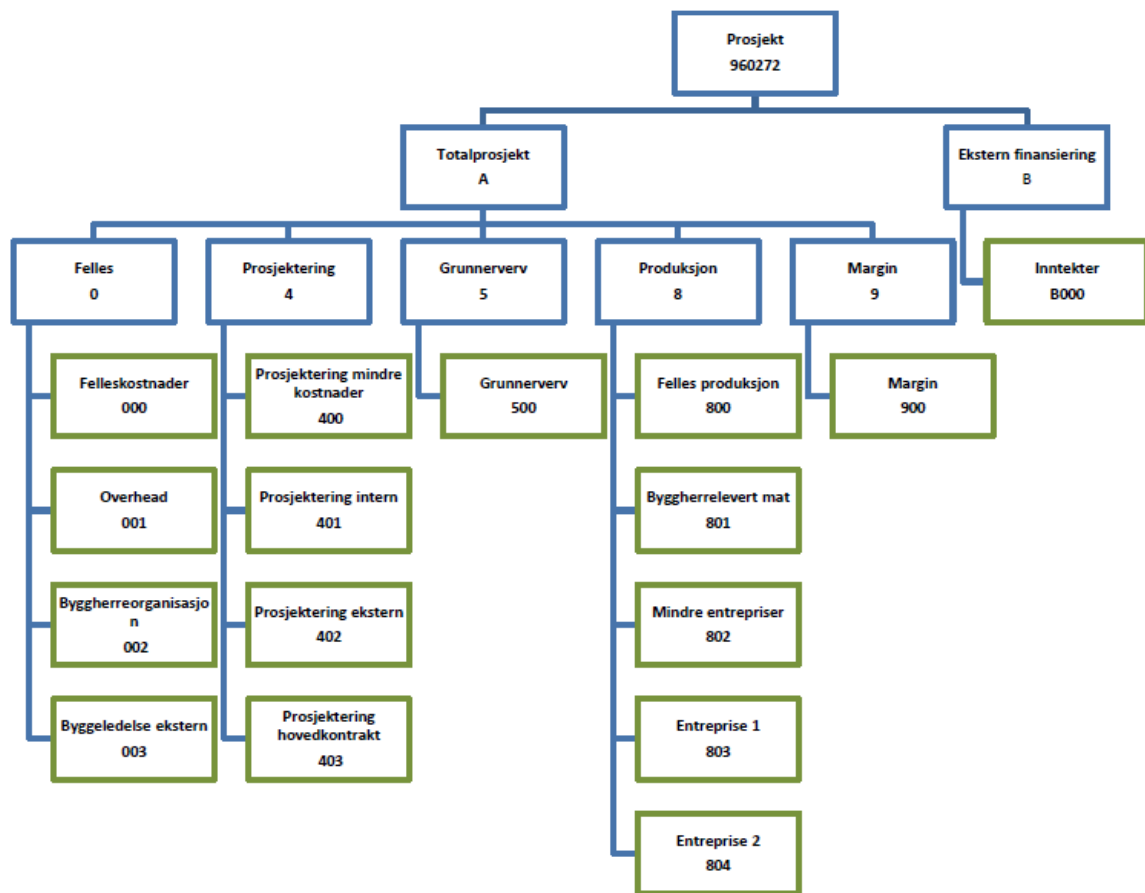 Prosjekt
960272
Totalprosjekt
A
Ekstern finansiering
B
Felles
0
Prosjektering
4
Grunnerverv
5
Produksjon
8
Margin
9
Inntekter
B000
Felleskostnader
000
Prosjektering mindre
kostnader
400
Grunnerverv
500
Felles produksjon
800
Margin
900
Overhead
001
Prosjektering intern
401
Byggherrelevert mat
801
Byggherreorganisasjo
n
002
Prosjektering ekstern
402
Mindre entrepriser
802
Byggeledelse ekstern
003
Prosjektering
hovedkontrakt
403
Entreprise 1
803
Entreprise 2
804